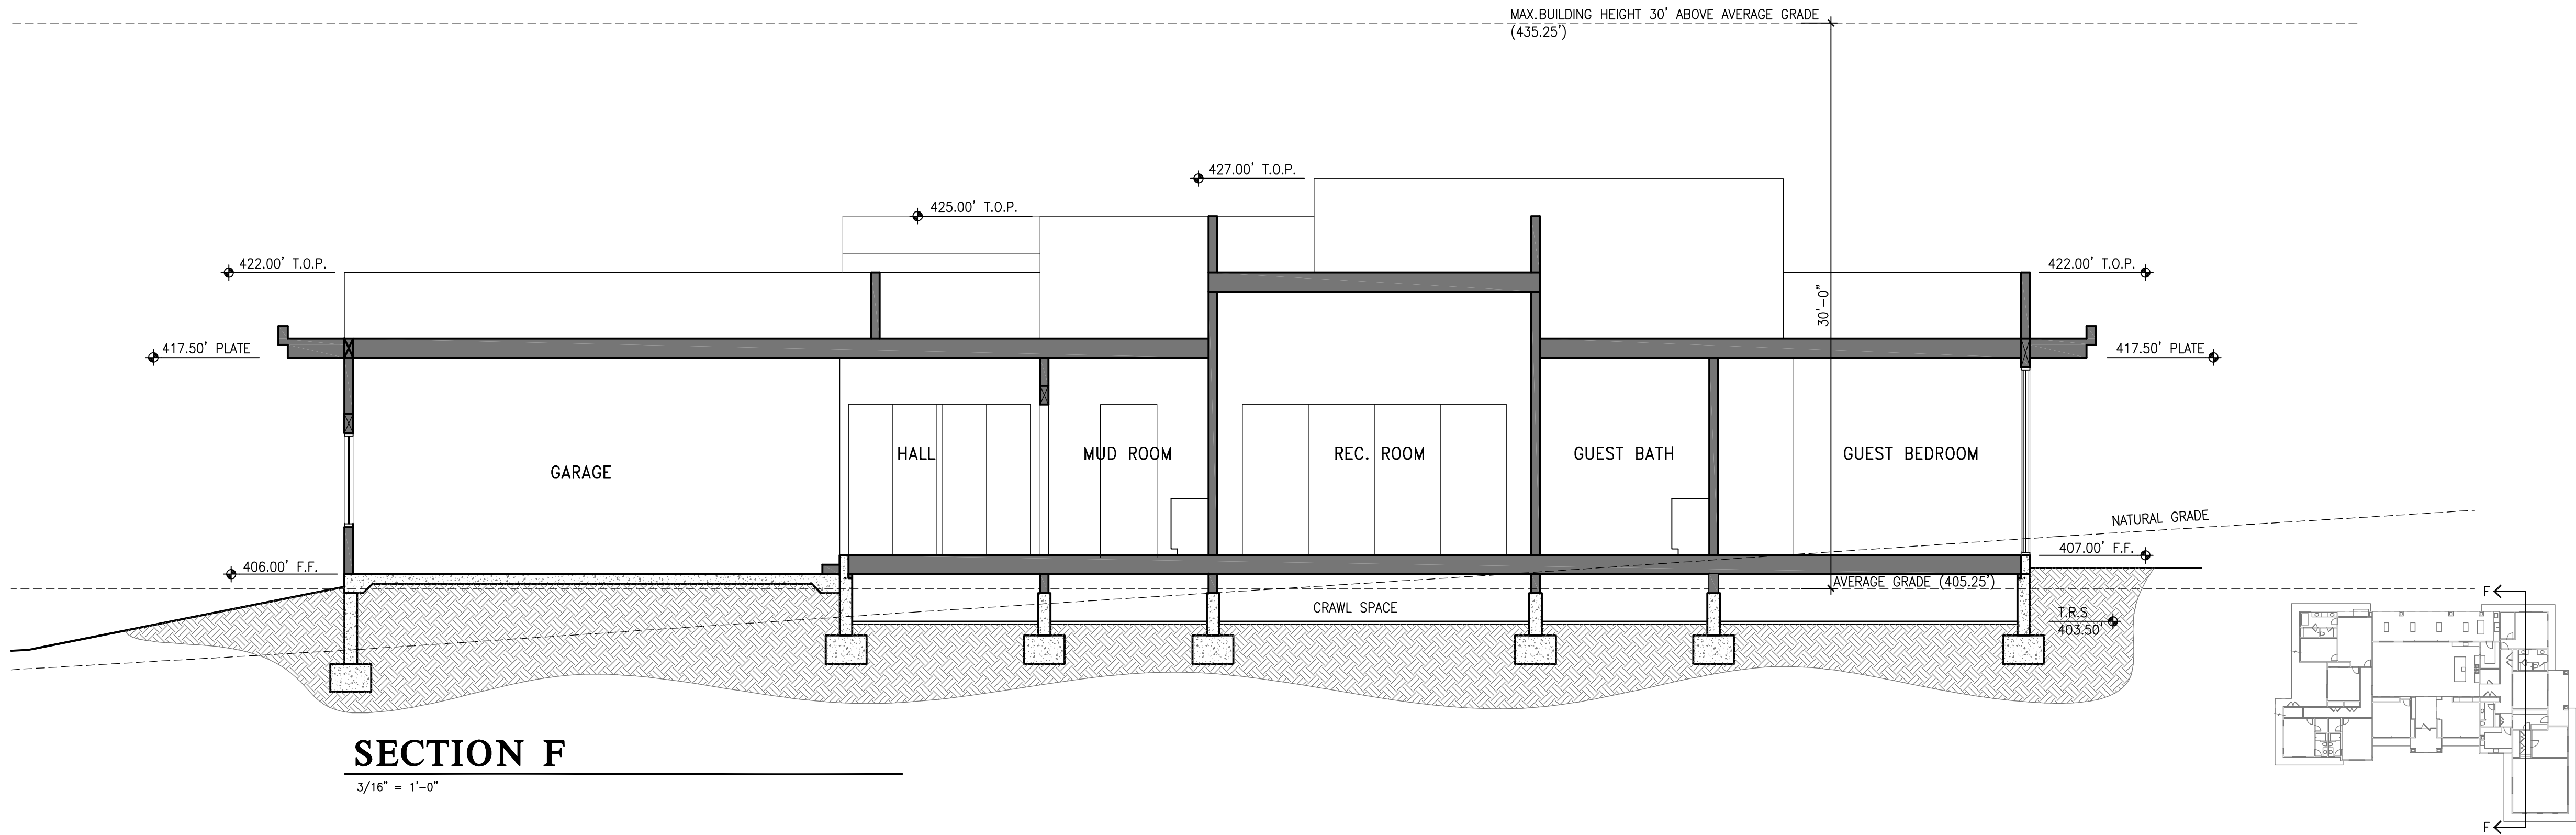 MAX.BUILDING HEIGHT 30' ABOVE AVERAGE GRADE
(435.25')
427.00' T.O.P.
425.00' T.O.P.
422.00' T.O.P.
422.00' T.O.P.
30'-0"
417.50' PLATE
417.50' PLATE
GARAGE
HALL
MUD ROOM
REC. ROOM
GUEST BATH
GUEST BEDROOM
NATURAL GRADE
406.00' F.F.
407.00' F.F.
AVERAGE GRADE (405.25')
CRAWL SPACE
T.R.S
403.50'
F
F
SECTION F
3/16" = 1'-0"